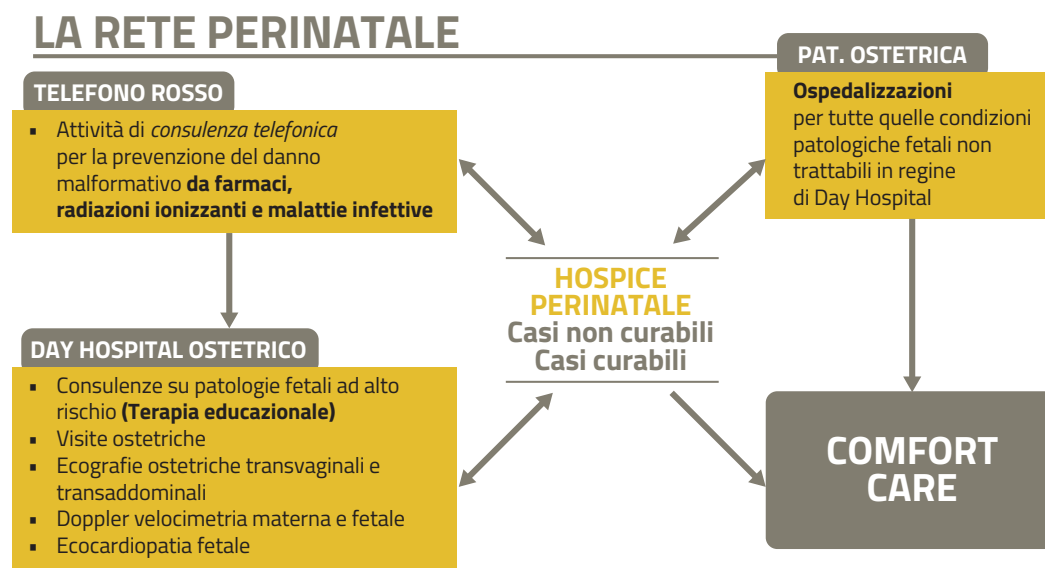 LA RETE PERINATALE
TELEFONO ROSSO
▪ Attività di consulenza telefonica
per la prevenzione del danno
malformativo da farmaci,
radiazioni ionizzanti e malattie infettive
PAT. OSTETRICA
Ospedalizzazioni
per tutte quelle condizioni
patologiche fetali non
trattabili in regine
di Day Hospital
HOSPICE
PERINATALE
Casi non curabili
Casi curabili
DAY HOSPITAL OSTETRICO
▪ Consulenze su patologie fetali ad alto
rischio (Terapia educazionale)
▪ Visite ostetriche
▪ Ecografie ostetriche transvaginali e
transaddominali
▪ Doppler velocimetria materna e fetale
▪ Ecocardiopatia fetale
COMFORT
CARE